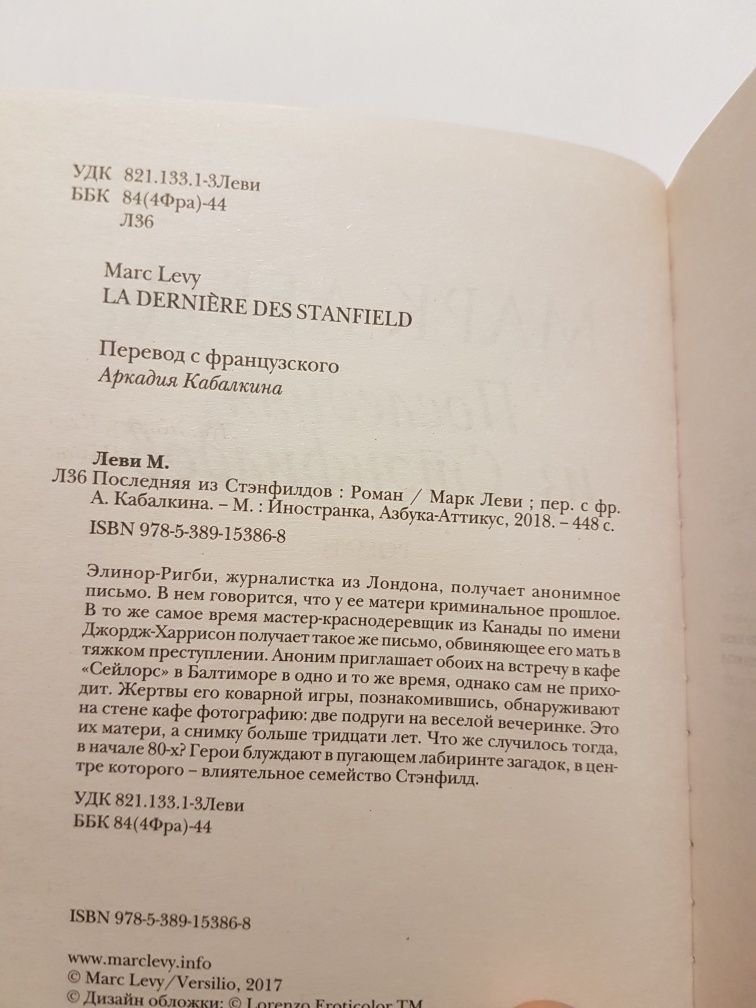 УДК 821.133.1-3Леви
ББК 84(4Фра)-44
Л36
Marc Levy
LA DERNIÈRE DES STANFIELD
Перевод с французского
Аркадия Кабалкина
Леви М.
Л36 Последняя из Стэнфилдов : Роман / Марк Леви ; пер. с фр.
А. Кабалкина. – М. : Иностранка, Азбука-Аттикус, 2018. – 448 с.
ISBN 978-5-389-15386-8
Элинор-Ригби, журналистка из Лондона, получает анонимное
письмо. В нем говорится, что у ее матери криминальное прошлое.
В то же самое время мастер-краснодеревщик из Канады по имени
Джордж-Харрисон получает такое же письмо, обвиняющее его мать в
тяжком преступлении. Аноним приглашает обоих на встречу в кафе
«Сейлорс» в Балтиморе в одно и то же время, однако сам не прихо-
дит. Жертвы его коварной игры, познакомившись, обнаруживают
на стене кафе фотографию: две подруги на веселой вечеринке. Это
их матери, а снимку больше тридцати лет. Что же случилось тогда,
в начале 80-х? Герои блуждают в пугающем лабиринте загадок, в цен-
тре которого – влиятельное семейство Стэнфилд.
УДК 821.133.1-3Леви
ББК 84(4Фра)-44
ISBN 978-5-389-15386-8
www.marclevy.info
© Marc Levy/Versilio, 2017
© Дизайн обложки: © Lorenzo Eroticolor TM